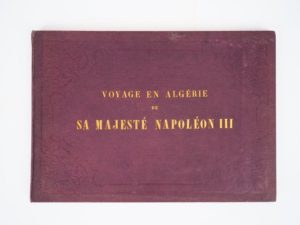 VOYAGE EN ALGÉRIE
DE
SA MAJESTÉ NAPOLÉON III